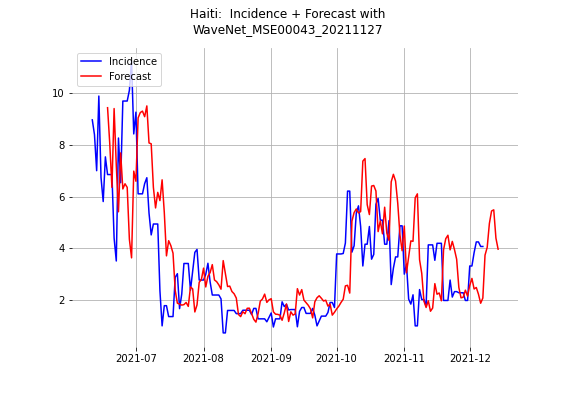 Haiti:  Incidence + Forecast with
WaveNet_MSE00043_20211127
Incidence
Forecast
10
8
6
4
2
2021-07
2021-08
2021-09
2021-10
2021-11
2021-12